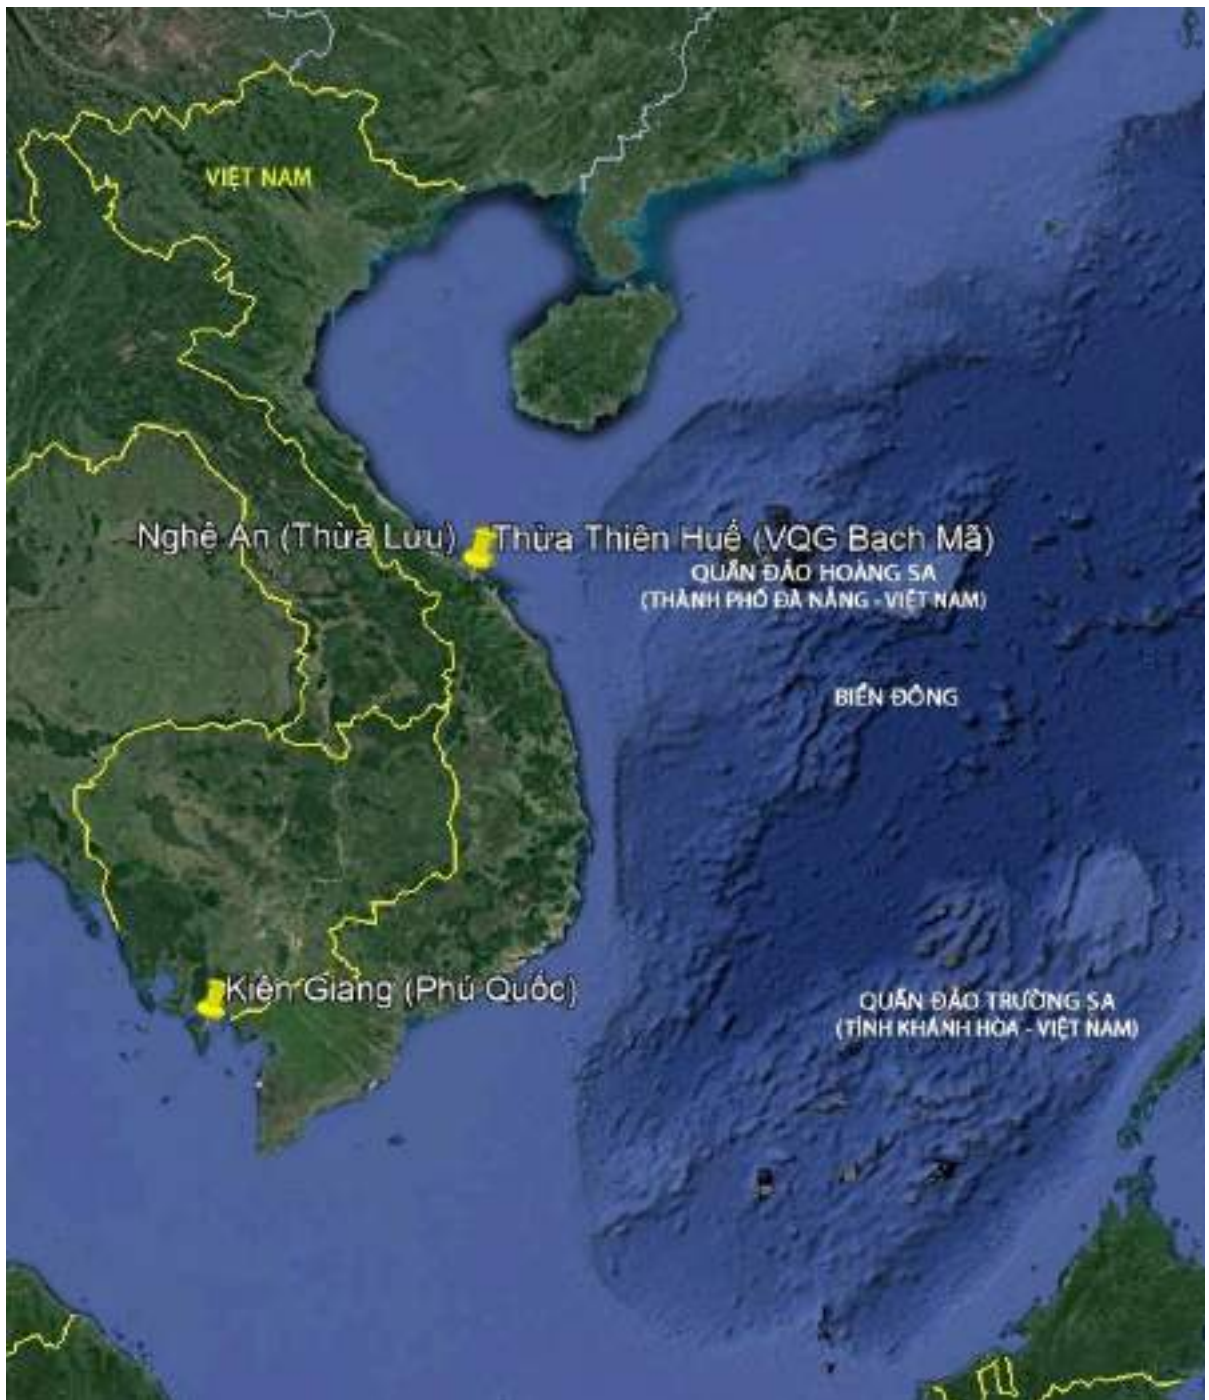 VIỆT NAM
Nghệ An (Thừa Lưu) Thừa Thiên Huế (VQG Bạch Mã)
QUẦN ĐẢO HOÀNG SA
(THÀNH PHỐ ĐÀ NẴNG - VIỆT NAM)
BIỂN ĐÔNG
Kiên Giang (Phú Quốc)
QUẦN ĐẢO TRƯỜNG SA
(TỈNH KHÁNH HÒA - VIỆT NAM)